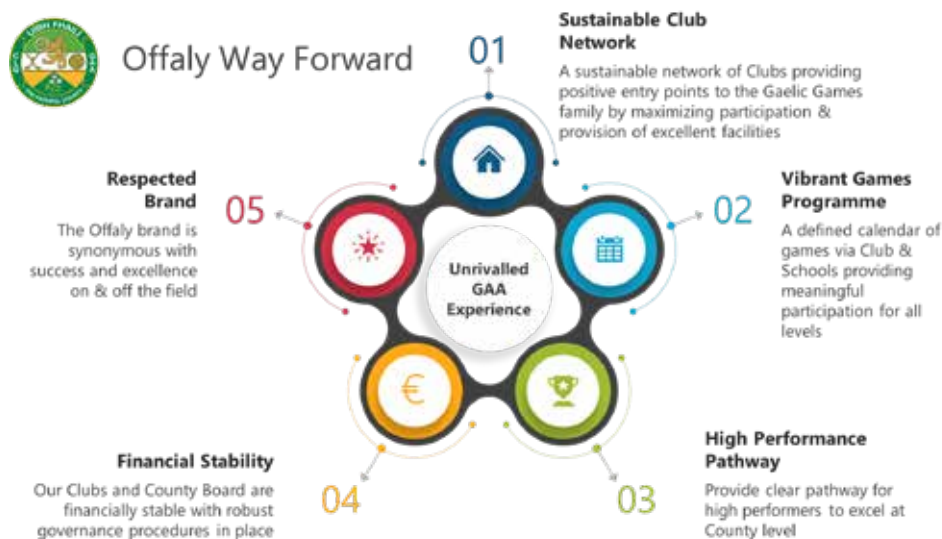 Offaly Way Forward
01
Sustainable Club
Network
A sustainable network of Clubs providing
positive entry points to the Gaelic Games
family by maximizing participation &
provision of excellent facilities
02
Vibrant Games
Programme
A defined calendar of
games via Club &
Schools providing
meaningful
participation for all
levels
03
High Performance
Pathway
Provide clear pathway for
high performers to excel at
County level
04
Financial Stability
Our Clubs and County Board are
financially stable with robust
governance procedures in place
05
Respected
Brand
The Offaly brand is
synonymous with
success and excellence
on & off the field
Unrivalled
GAA
Experience
€
UIBH FHAILÍ